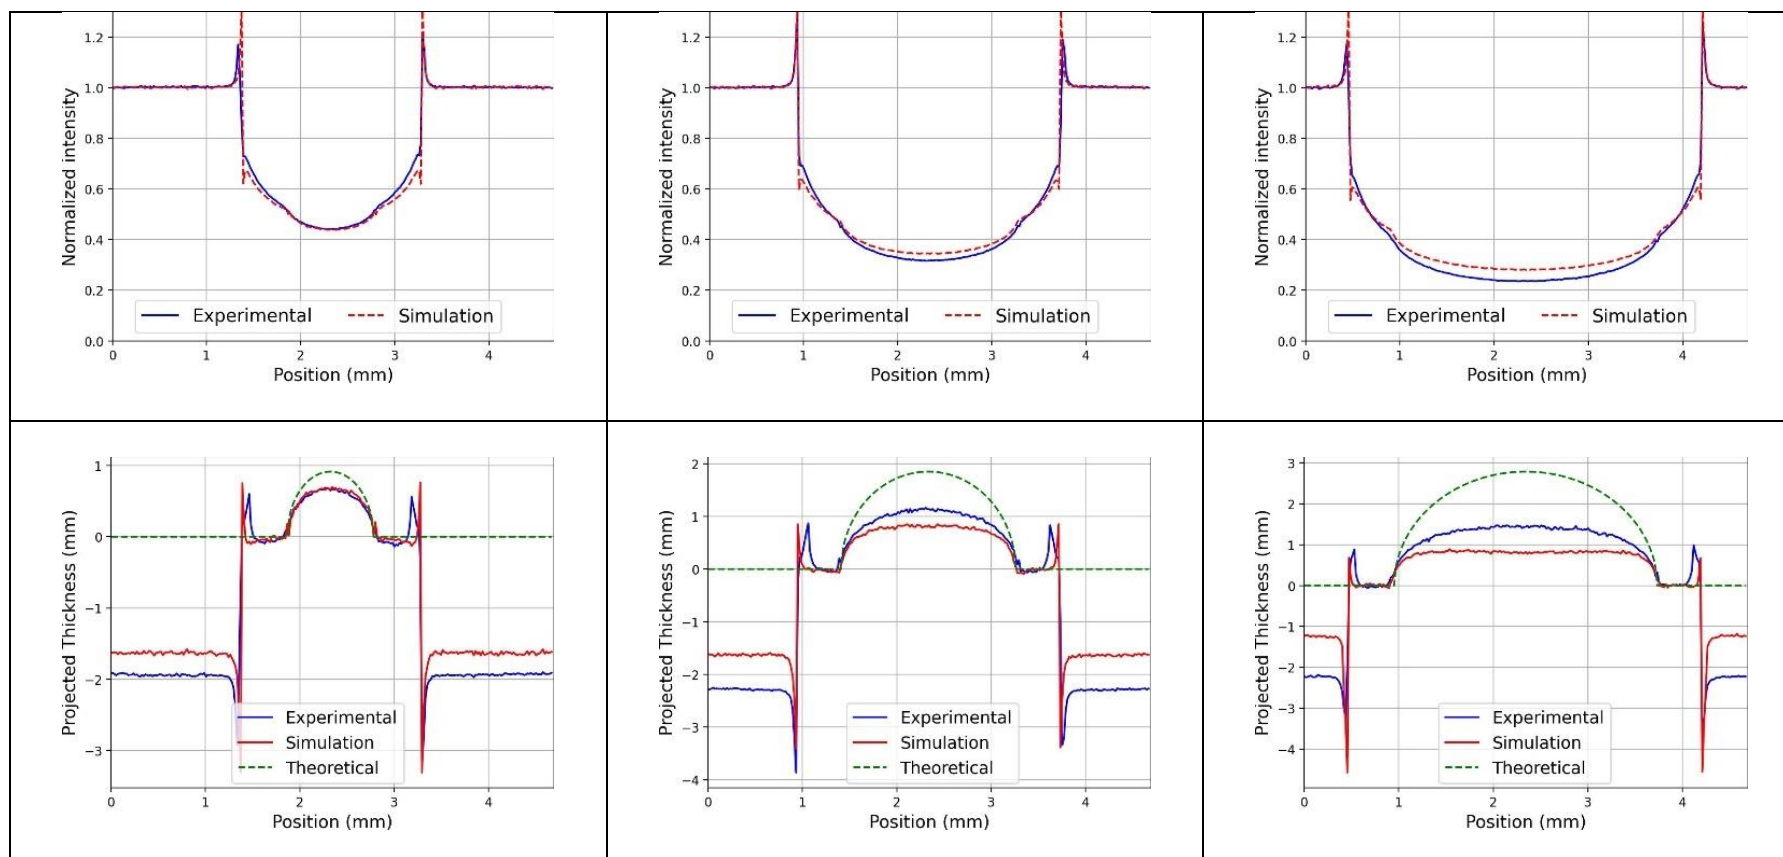 1.2
1.0
0.8
0.6
0.4
0.2
0.0
Normalized intensity
Experimental Simulation
0 1 2 3 4
Position (mm)
1.2
1.0
0.8
0.6
0.4
0.2
0.0
Normalized intensity
Experimental Simulation
0 1 2 3 4
Position (mm)
1.2
1.0
0.8
0.6
0.4
0.2
0.0
Normalized intensity
Experimental Simulation
0 1 2 3 4
Position (mm)
1
0
−1
−2
−3
Projected Thickness (mm)
Experimental
Simulation
Theoretical
0 1 2 3 4
Position (mm)
2
1
0
−1
−2
−3
−4
Projected Thickness (mm)
Experimental
Simulation
Theoretical
0 1 2 3 4
Position (mm)
3
2
1
0
−1
−2
−3
−4
Projected Thickness (mm)
Experimental
Simulation
Theoretical
0 1 2 3 4
Position (mm)